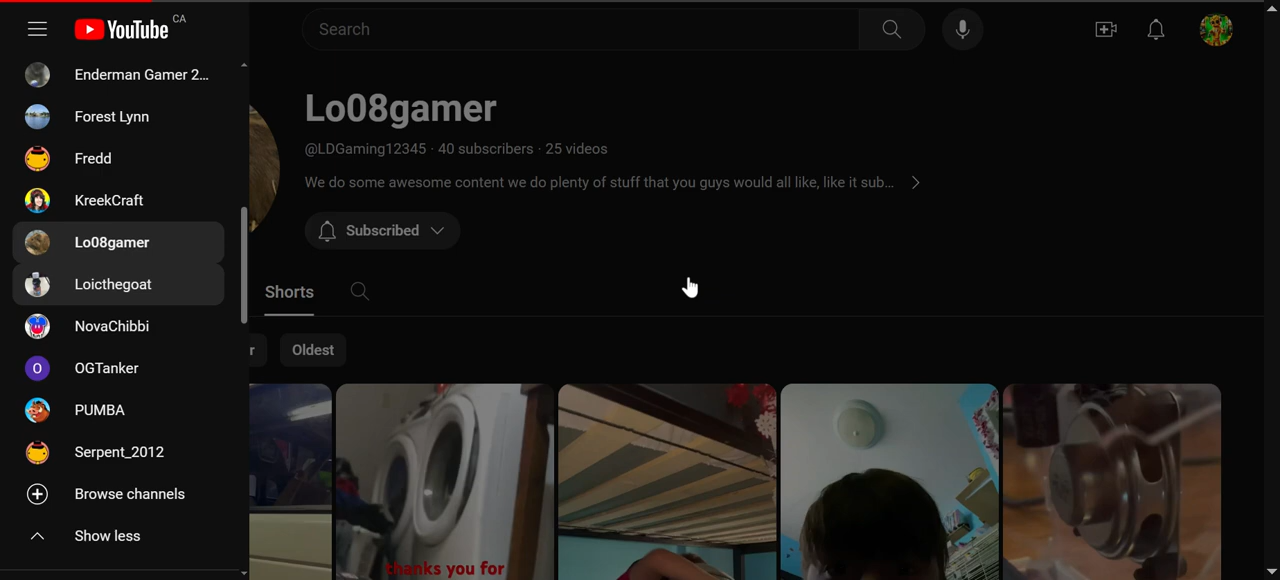 YouTube CA
Search
Enderman Gamer 2...
Forest Lynn
Fredd
KreekCraft
Lo08gamer
Loicthegoat
NovaChibbi
O OGTanker
PUMBA
Serpent_2012
Browse channels
Show less
Lo08gamer
@LDGaming12345 · 40 subscribers · 25 videos
We do some awesome content we do plenty of stuff that you guys would all like, like it sub...
Subscribed
Shorts
r Oldest
thanks you for